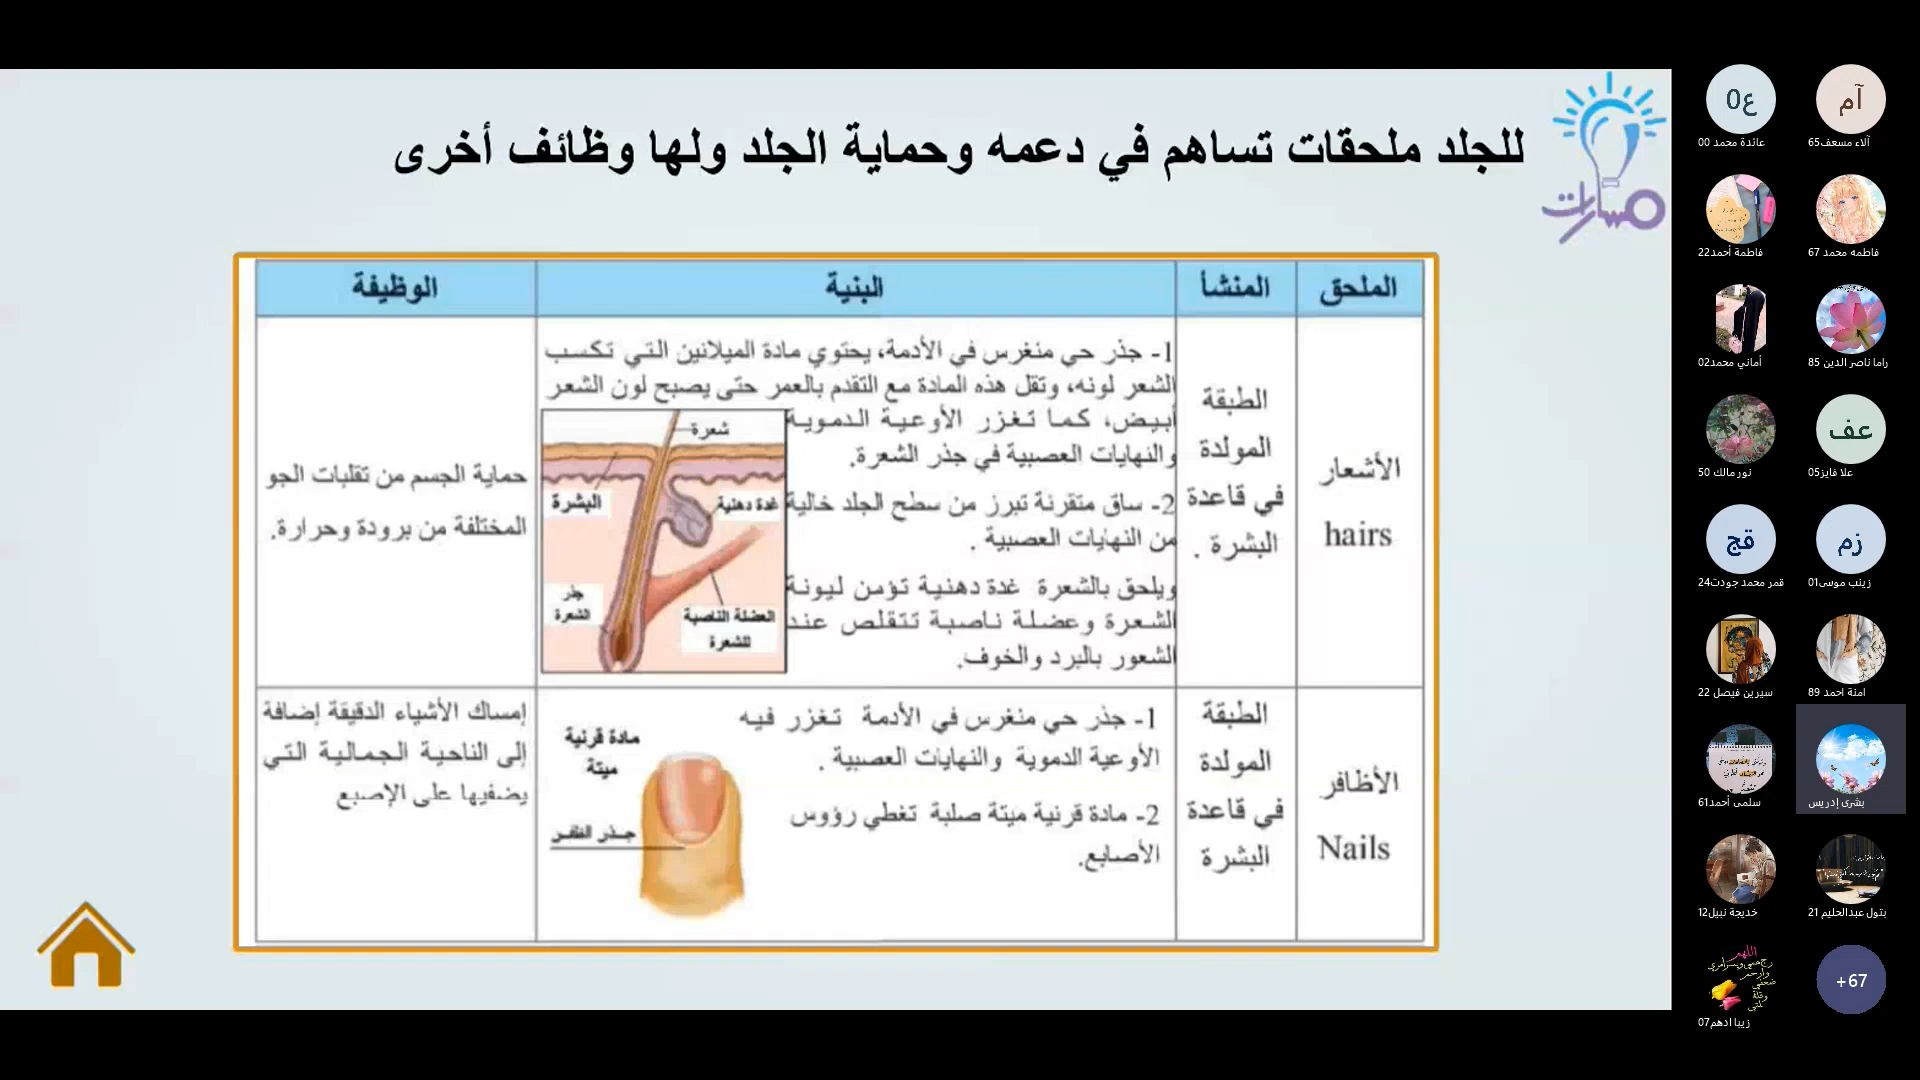 للجلد ملحقات تساهم في دعمه وحماية الجلد ولها وظائف أخرى
مسارات
الملحق
المنشأ
البنية
الوظيفة
الأشعار
hairs
الطبقة
المولدة
في قاعدة
البشرة .
1- جذر حي منغرس في الأدمة، يحتوي مادة الميلانين التي تكسب
الشعر لونه، وتقل هذه المادة مع التقدم بالعمر حتى يصبح لون الشعر
أبيض، كما تغزر الأوعية الدموية
والنهايات العصبية في جذر الشعرة.
2- ساق متقرنة تبرز من سطح الجلد خالية
من النهايات العصبية .
ويلحق بالشعرة غدة دهنية تؤمن ليونة
الشعرة وعضلة ناصبة تتقلص عند
الشعور بالبرد والخوف.
شعرة
البشرة
غدة دهنية
جذر
الشعرة
العضلة الناصبة
للشعرة
حماية الجسم من تقلبات الجو
المختلفة من برودة وحرارة.
الأظافر
Nails
الطبقة
المولدة
في قاعدة
البشرة
1- جذر حي منغرس في الأدمة تغزر فيه
الأوعية الدموية والنهايات العصبية .
2- مادة قرنية ميتة صلبة تغطي رؤوس
الأصابع.
مادة قرنية
ميتة
جذر الظفر
إمساك الأشياء الدقيقة إضافة
إلى الناحية الجمالية التي
يضفيها على الإصبع
آم
آلاء مسعف65
ع0
عائدة محمد 00
فاطمه محمد 67
فاطمة أحمد22
راما ناصر الدين 85
أماني محمد02
عف
علا فايز05
نور مالك 50
زم
زينب موسى01
قج
قمر محمد جودت24
امنة احمد 89
سيرين فيصل 22
بشرى إدريس
سلمى أحمد61
بتول عبدالحليم 21
خديجة نبيل12
+67
زيبا ادهم07